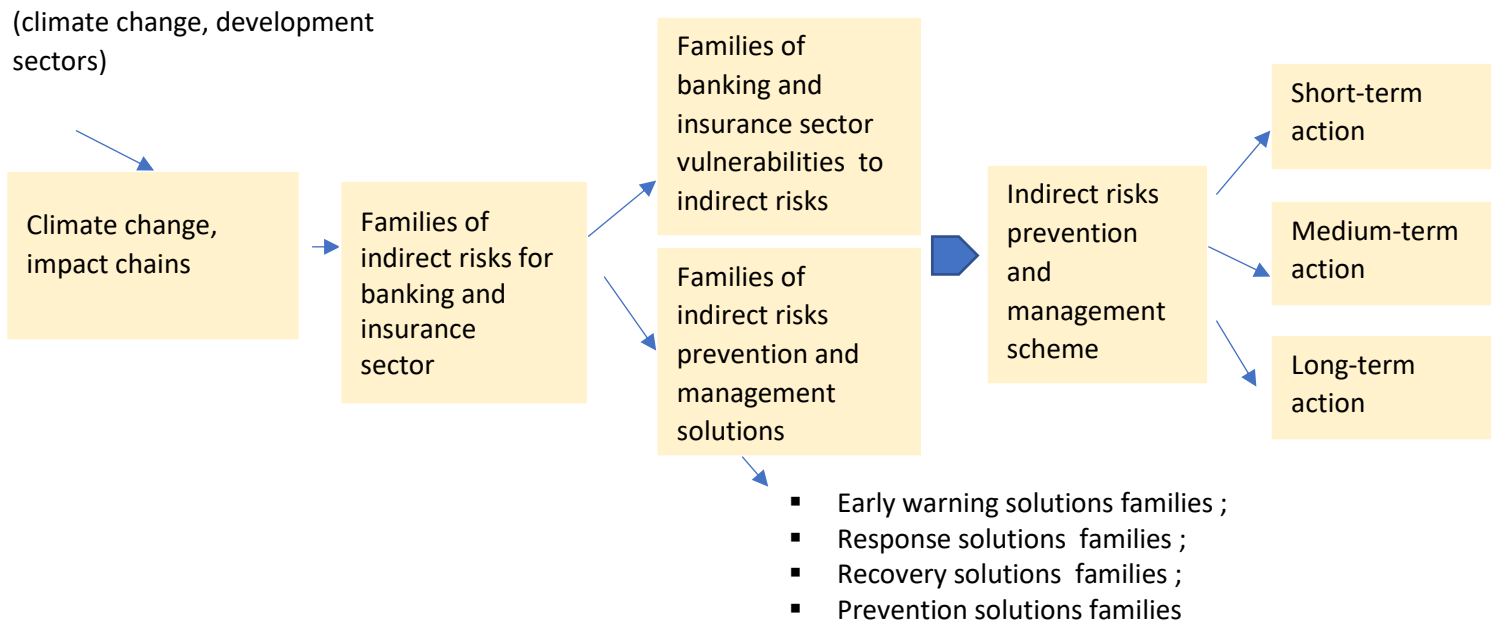 (climate change, development
sectors)
Climate change,
impact chains
Families of
indirect risks for
banking and
insurance
sector
Families of
banking and
insurance sector
vulnerabilities  to
indirect risks
Families of
indirect risks
prevention and
management
solutions
▪ Early warning solutions families ;
▪ Response solutions  families ;
▪ Recovery solutions  families ;
▪ Prevention solutions families
Indirect risks
prevention
and
management
scheme
Short-term
action
Medium-term
action
Long-term
action